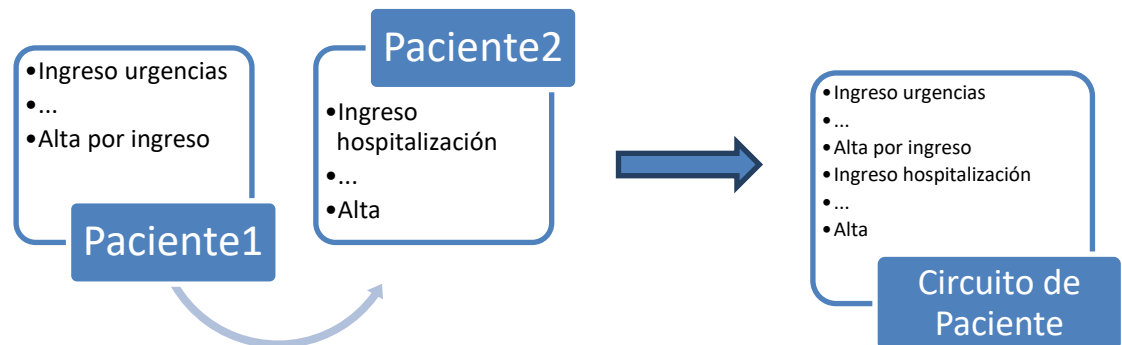 •Ingreso urgencias
•...
•Alta por ingreso
Paciente1
Paciente2
•Ingreso
hospitalización
•...
•Alta
•Ingreso urgencias
•...
•Alta por ingreso
•Ingreso hospitalización
•...
•Alta
Circuito de
Paciente